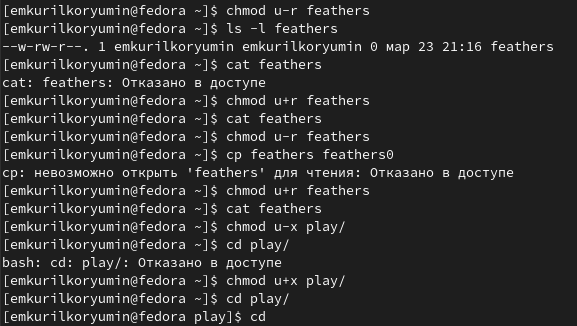 [emkurilkoryumin@fedora ~]$ chmod u-r feathers
[emkurilkoryumin@fedora ~]$ ls -l feathers
--w-rw-r--. 1 emkurilkoryumin emkurilkoryumin 0 мар 23 21:16 feathers
[emkurilkoryumin@fedora ~]$ cat feathers
cat: feathers: Отказано в доступе
[emkurilkoryumin@fedora ~]$ chmod u+r feathers
[emkurilkoryumin@fedora ~]$ cat feathers
[emkurilkoryumin@fedora ~]$ chmod u-r feathers
[emkurilkoryumin@fedora ~]$ cp feathers feathers0
cp: невозможно открыть 'feathers' для чтения: Отказано в доступе
[emkurilkoryumin@fedora ~]$ chmod u+r feathers
[emkurilkoryumin@fedora ~]$ cat feathers
[emkurilkoryumin@fedora ~]$ chmod u-x play/
[emkurilkoryumin@fedora ~]$ cd play/
bash: cd: play/: Отказано в доступе
[emkurilkoryumin@fedora ~]$ chmod u+x play/
[emkurilkoryumin@fedora ~]$ cd play/
[emkurilkoryumin@fedora play]$ cd